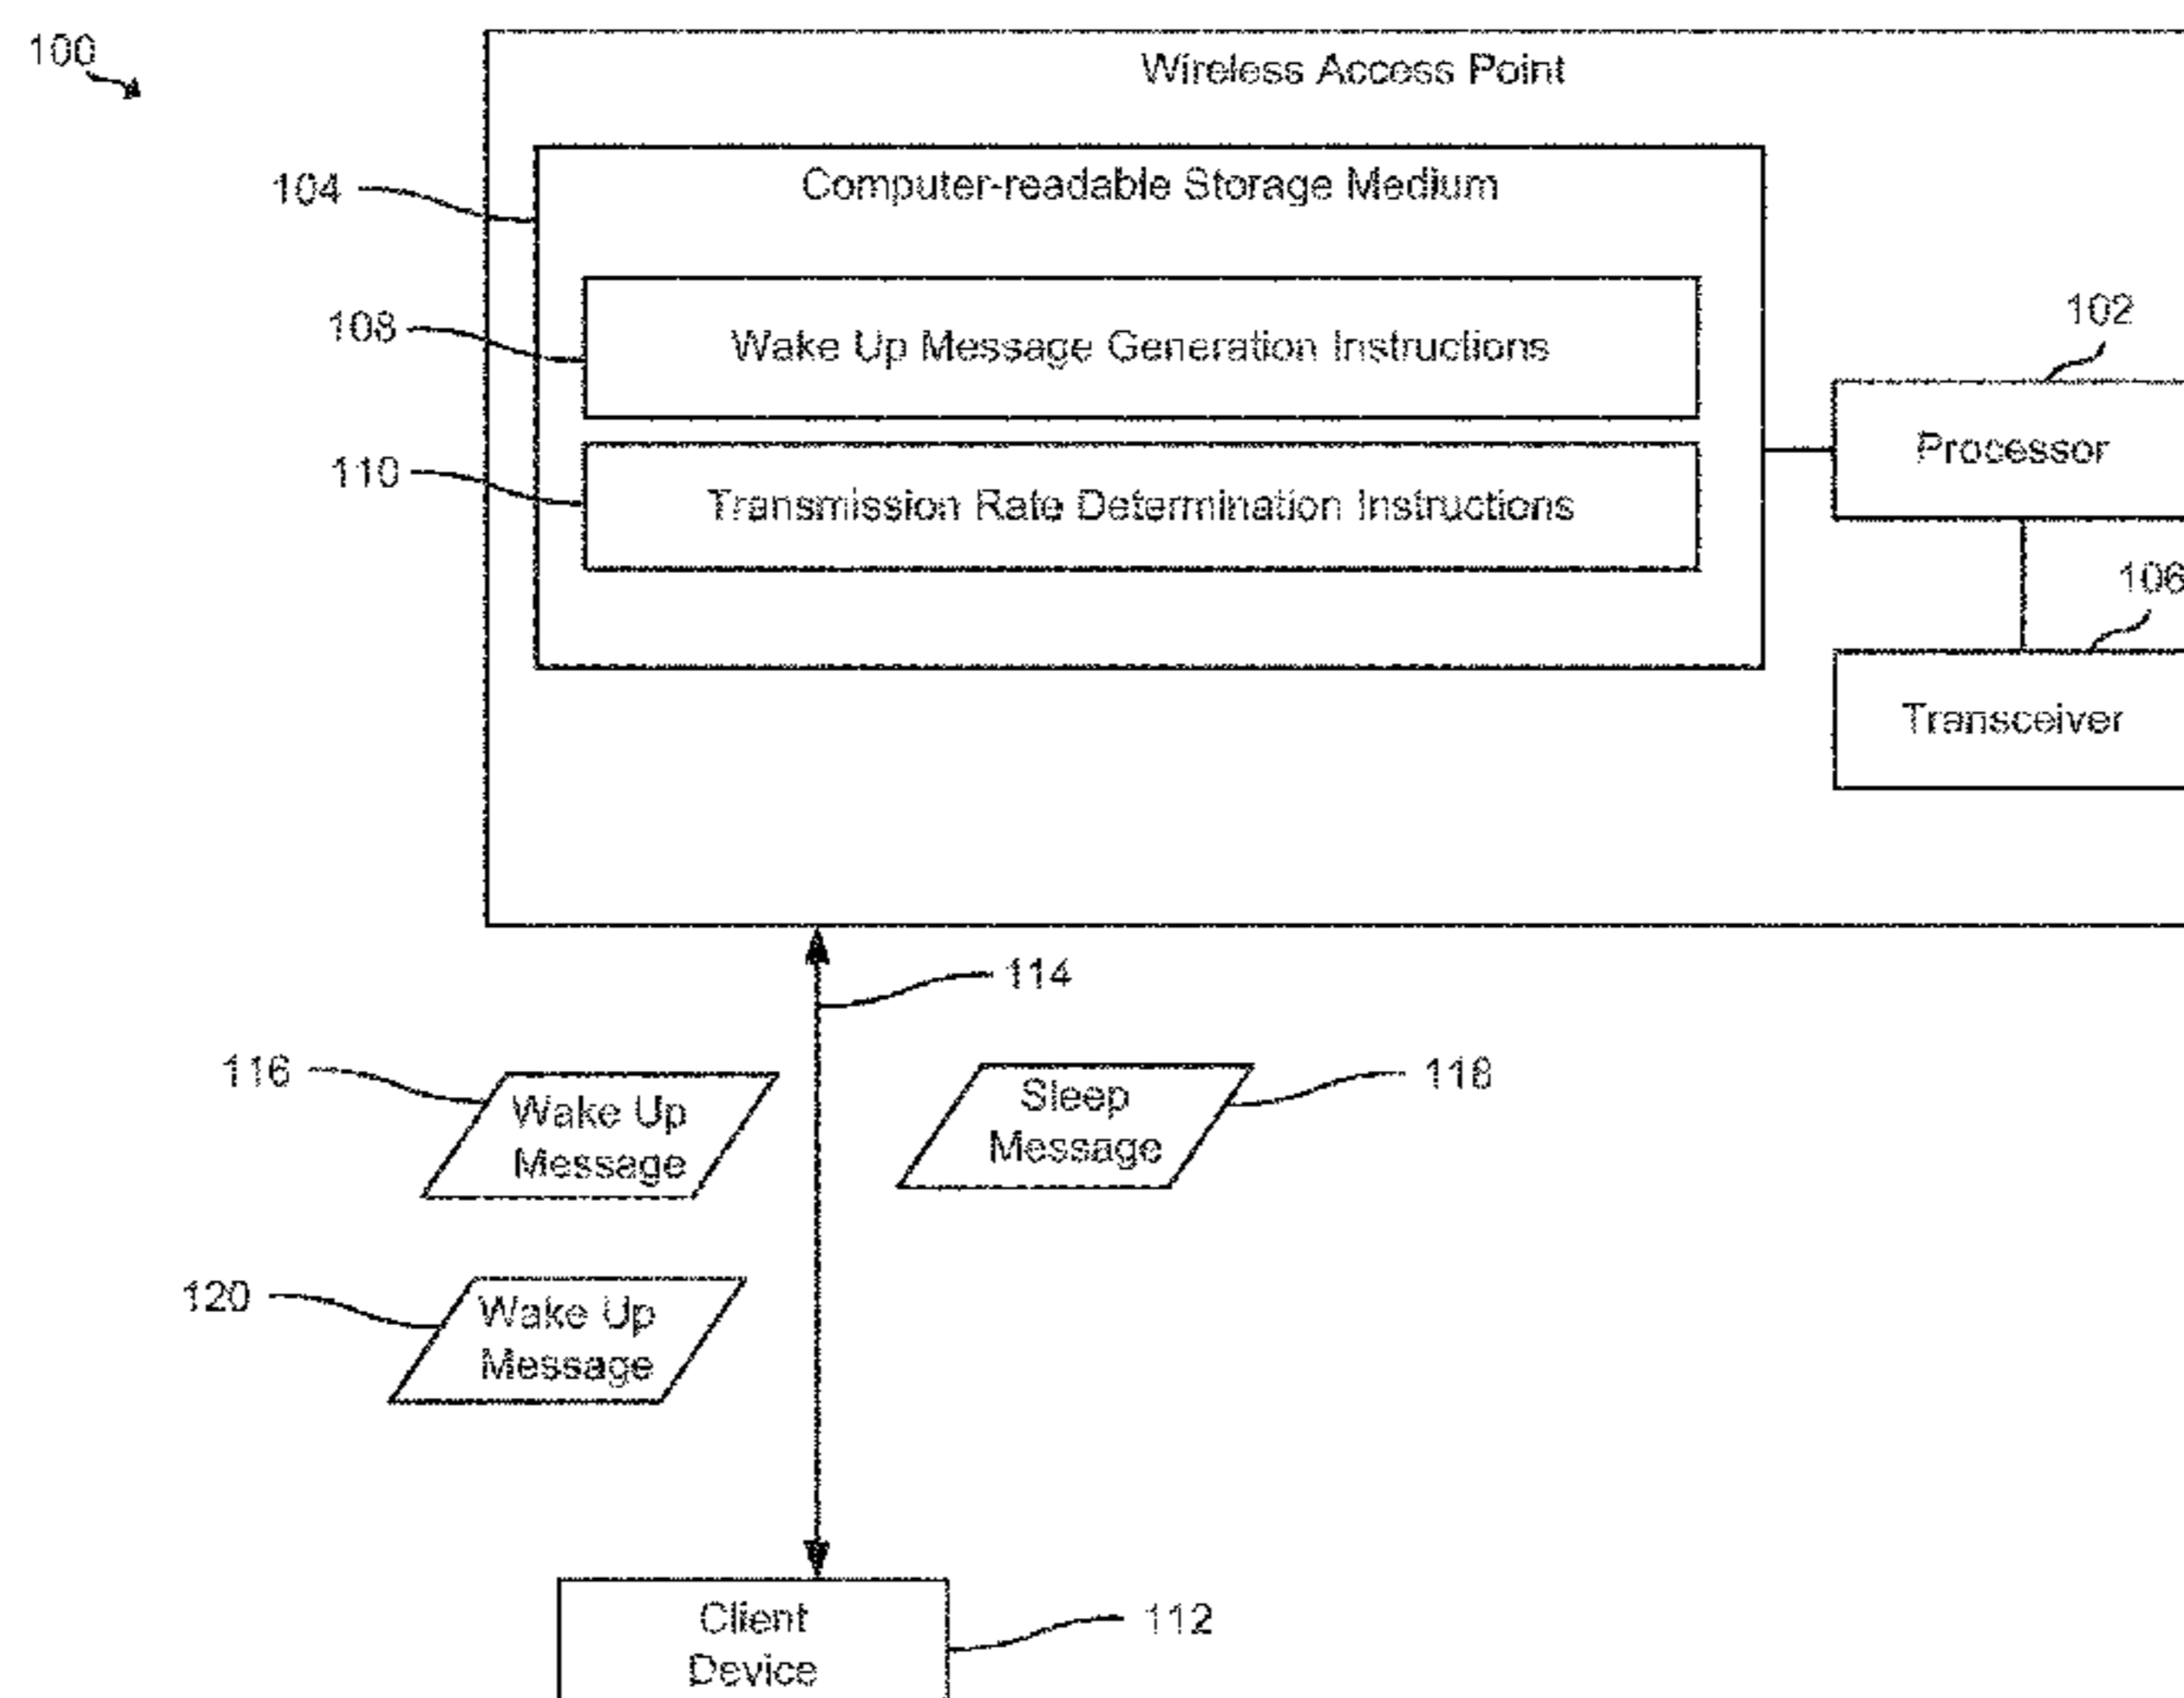 100
Wireless Access Point
104
Computer-readable Storage Medium
108
Wake Up Message Generation Instructions
102
Processor
110
Transmission Rate Determination Instructions
106
Transceiver
114
116
Wake Up
Message
Sleep
Message
118
120
Wake Up
Message
Client
Device
112